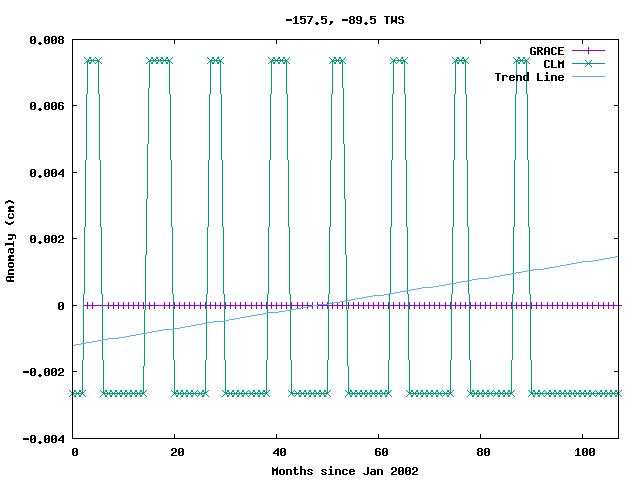 -157.5, -89.5 TWS
0.008
GRACE
CLM
Trend Line
0.006
0.004
0.002
0
-0.002
-0.004
Anomaly (cm)
0 20 40 60 80 100
Months since Jan 2002